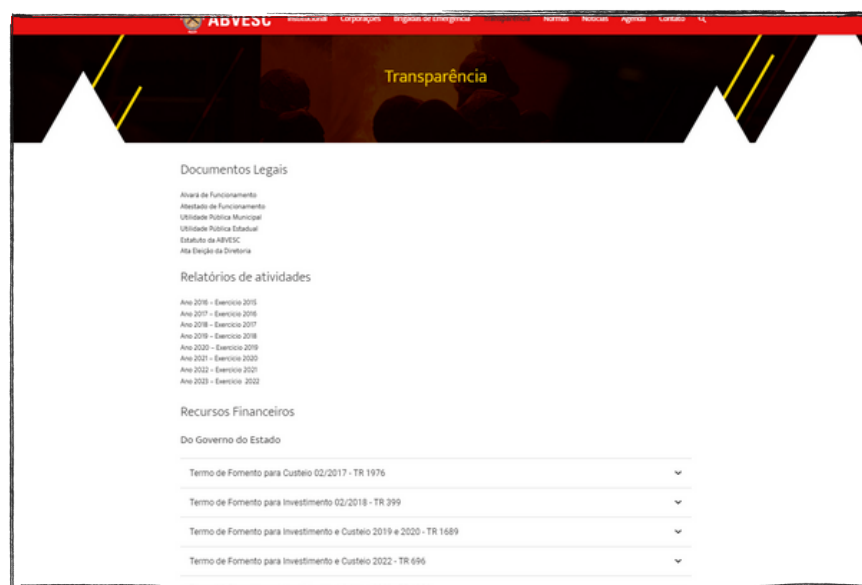 ABVESC Institucional Corporações Brigadas de Emergência Transparência Normas Notícias Agenda Contato
Transparência
Documentos Legais
Alvará de Funcionamento
Atestado de Funcionamento
Utilidade Pública Municipal
Utilidade Pública Estadual
Estatuto da ABVESC
Ata Eleição da Diretoria
Relatórios de atividades
Ano 2016 – Exercício 2015
Ano 2017 – Exercício 2016
Ano 2018 – Exercício 2017
Ano 2019 – Exercício 2018
Ano 2020 – Exercício 2019
Ano 2021 – Exercício 2020
Ano 2022 – Exercício 2021
Ano 2023 – Exercício 2022
Recursos Financeiros
Do Governo do Estado
Termo de Fomento para Custeio 02/2017 - TR 1976
Termo de Fomento para Investimento 02/2018 - TR 399
Termo de Fomento para Investimento e Custeio 2019 e 2020 - TR 1689
Termo de Fomento para Investimento e Custeio 2022 - TR 696